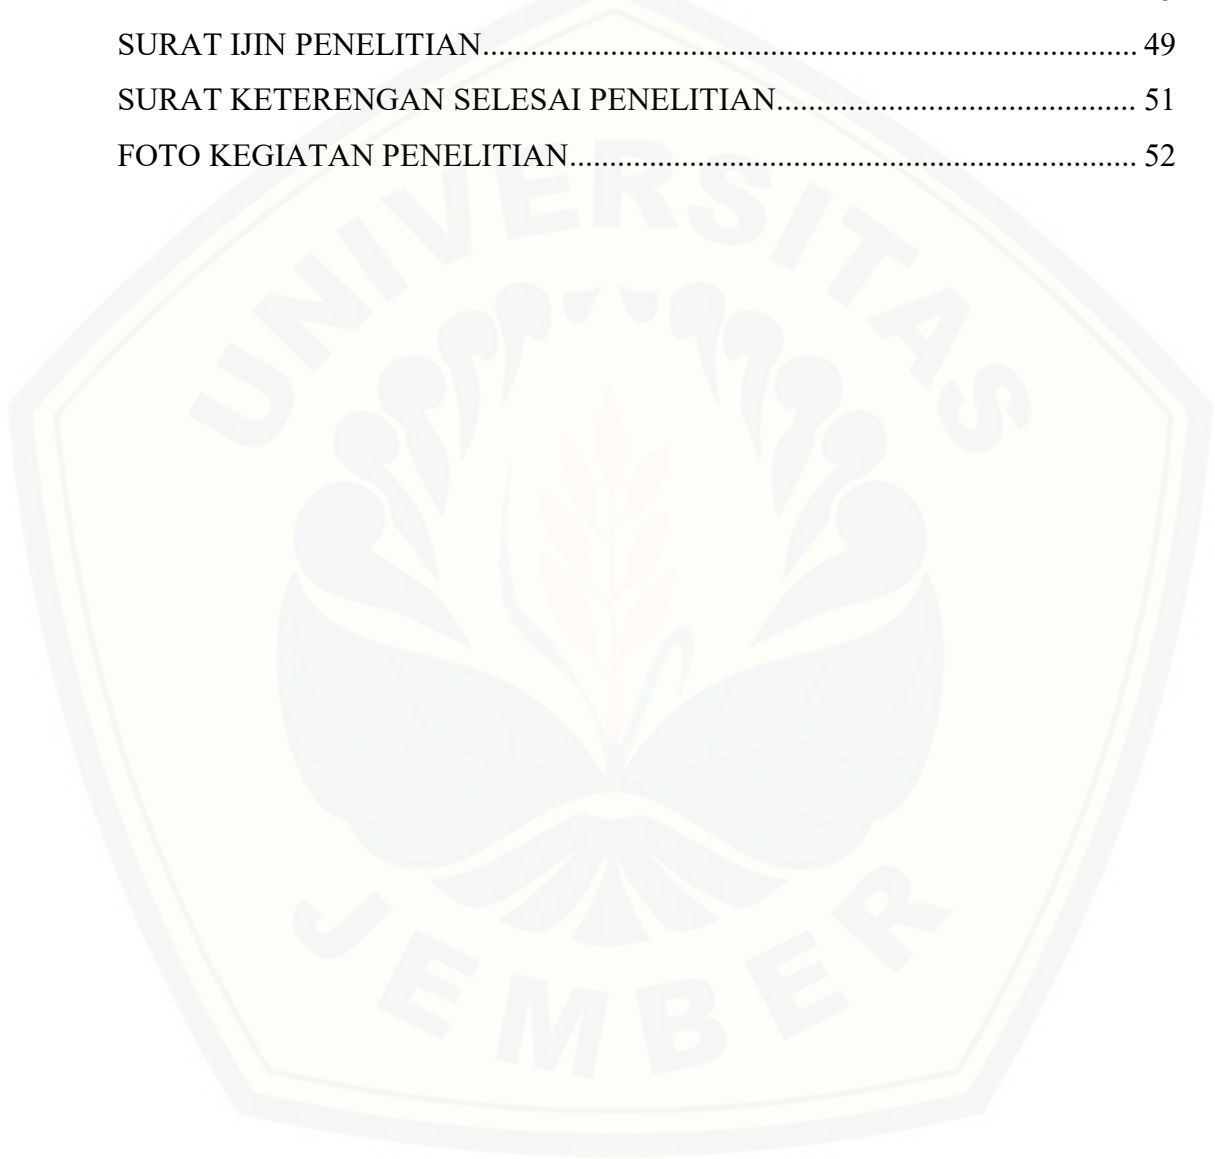 SURAT IJIN PENELITIAN.................................................................................. 49
SURAT KETERENGAN SELESAI PENELITIAN............................................. 51
FOTO KEGIATAN PENELITIAN....................................................................... 52
UNIVERSITAS
JEMBER